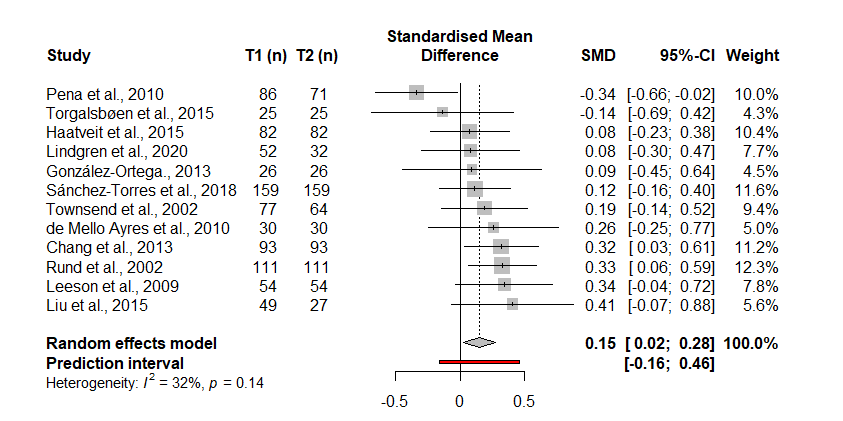 Standardised Mean
Study T1 (n) T2 (n) Difference SMD 95%-CI Weight
Pena et al., 2010 86 71 -0.34 [-0.66; -0.02] 10.0%
Torgalsbøen et al., 2015 25 25 -0.14 [-0.69; 0.42] 4.3%
Haatveit et al., 2015 82 82 0.08 [-0.23; 0.38] 10.4%
Lindgren et al., 2020 52 32 0.08 [-0.30; 0.47] 7.7%
González-Ortega., 2013 26 26 0.09 [-0.45; 0.64] 4.5%
Sánchez-Torres et al., 2018 159 159 0.12 [-0.16; 0.40] 11.6%
Townsend et al., 2002 77 64 0.19 [-0.14; 0.52] 9.4%
de Mello Ayres et al., 2010 30 30 0.26 [-0.25; 0.77] 5.0%
Chang et al., 2013 93 93 0.32 [ 0.03; 0.61] 11.2%
Rund et al., 2002 111 111 0.33 [ 0.06; 0.59] 12.3%
Leeson et al., 2009 54 54 0.34 [-0.04; 0.72] 7.8%
Liu et al., 2015 49 27 0.41 [-0.07; 0.88] 5.6%
Random effects model 0.15 [ 0.02; 0.28] 100.0%
Prediction interval [-0.16; 0.46]
Heterogeneity: I² = 32%, p = 0.14
-0.5 0 0.5